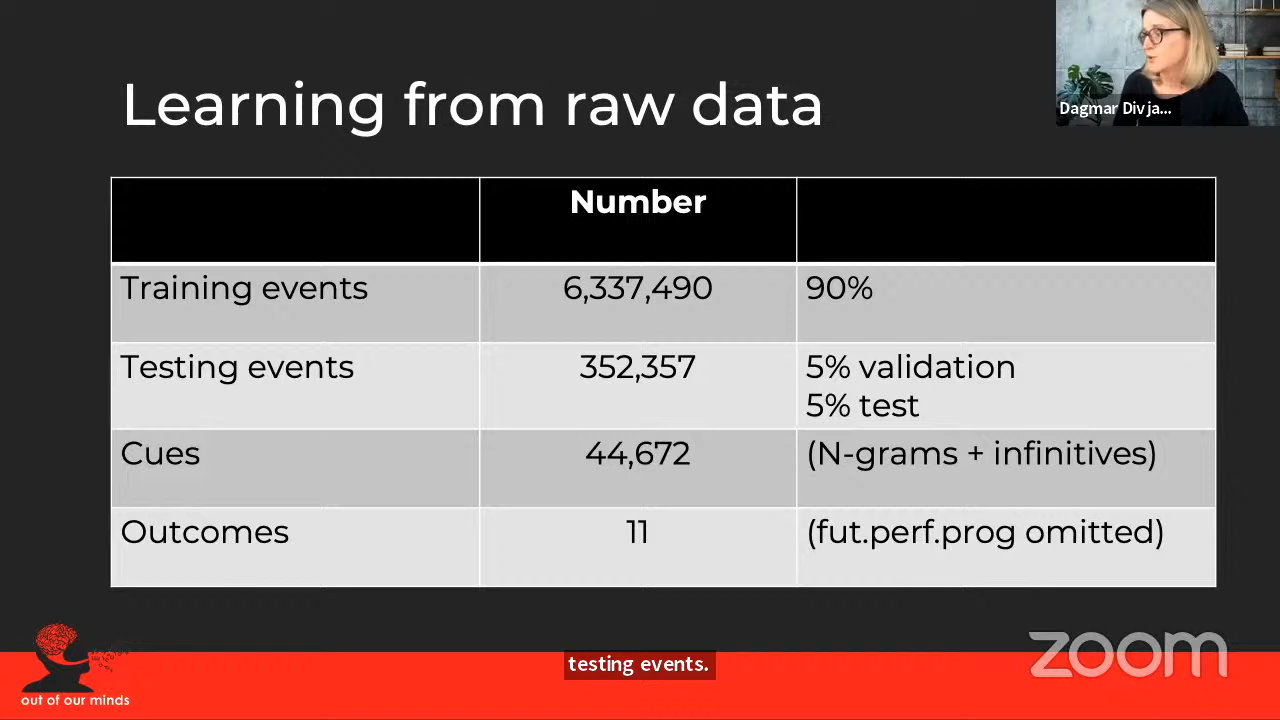 Learning from raw data
Dagmar Divja...
Number
Training events 6,337,490 90%
Testing events 352,357 5% validation
5% test
Cues 44,672 (N-grams + infinitives)
Outcomes 11 (fut.perf.prog omitted)
zoom
testing events.
out of our minds